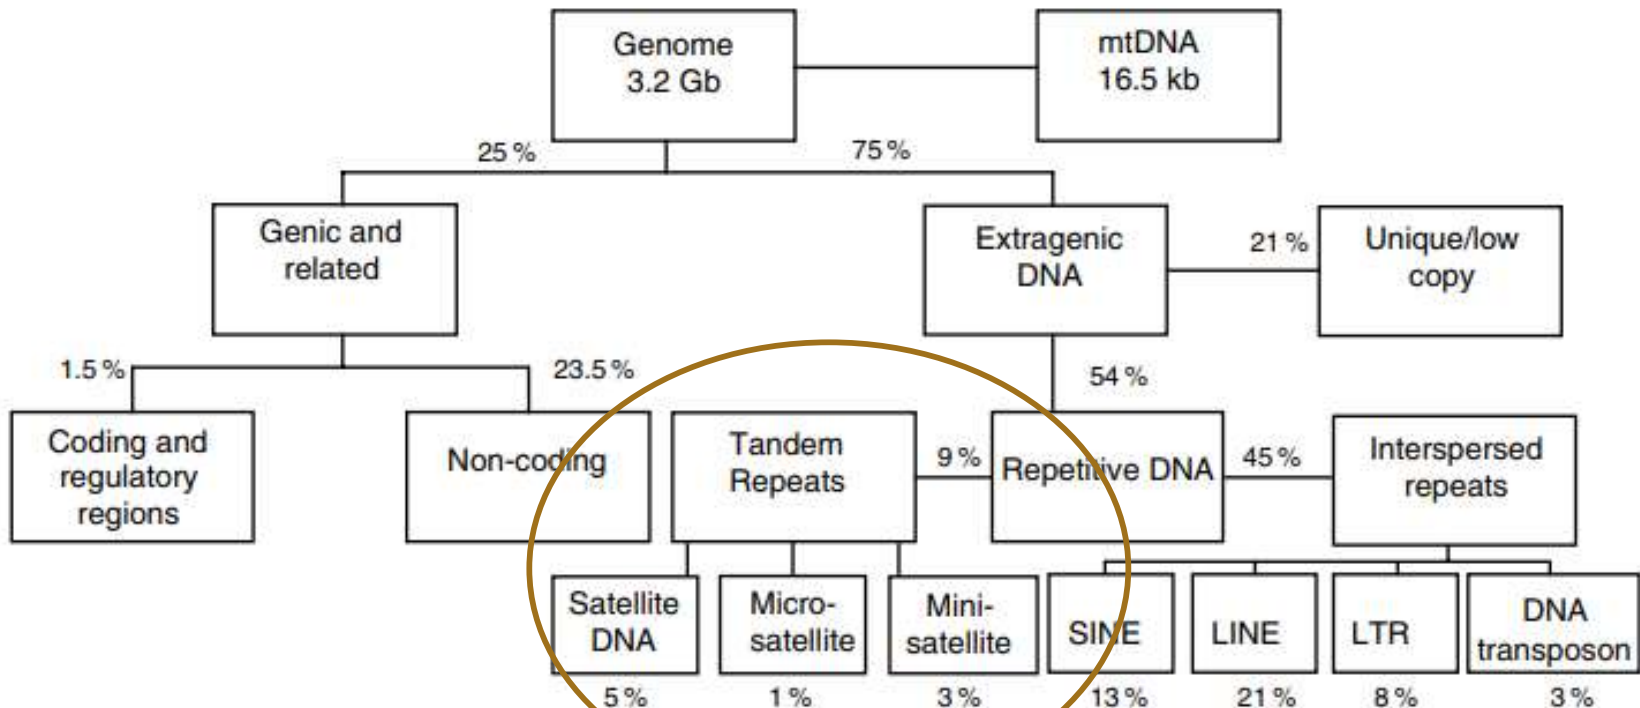 Genome
3.2 Gb
mtDNA
16.5 kb
25 %
75 %
Genic and
related
Extragenic
DNA
21 %
Unique/low
copy
1.5 %
23.5 %
54 %
Coding and
regulatory
regions
Non-coding
Tandem
Repeats
9 %
Repetitive DNA
45 %
Interspersed
repeats
Satellite
DNA
Micro-
satellite
Mini-
satellite
SINE
LINE
LTR
DNA
transposon
5 %
1 %
3 %
13 %
21 %
8 %
3 %